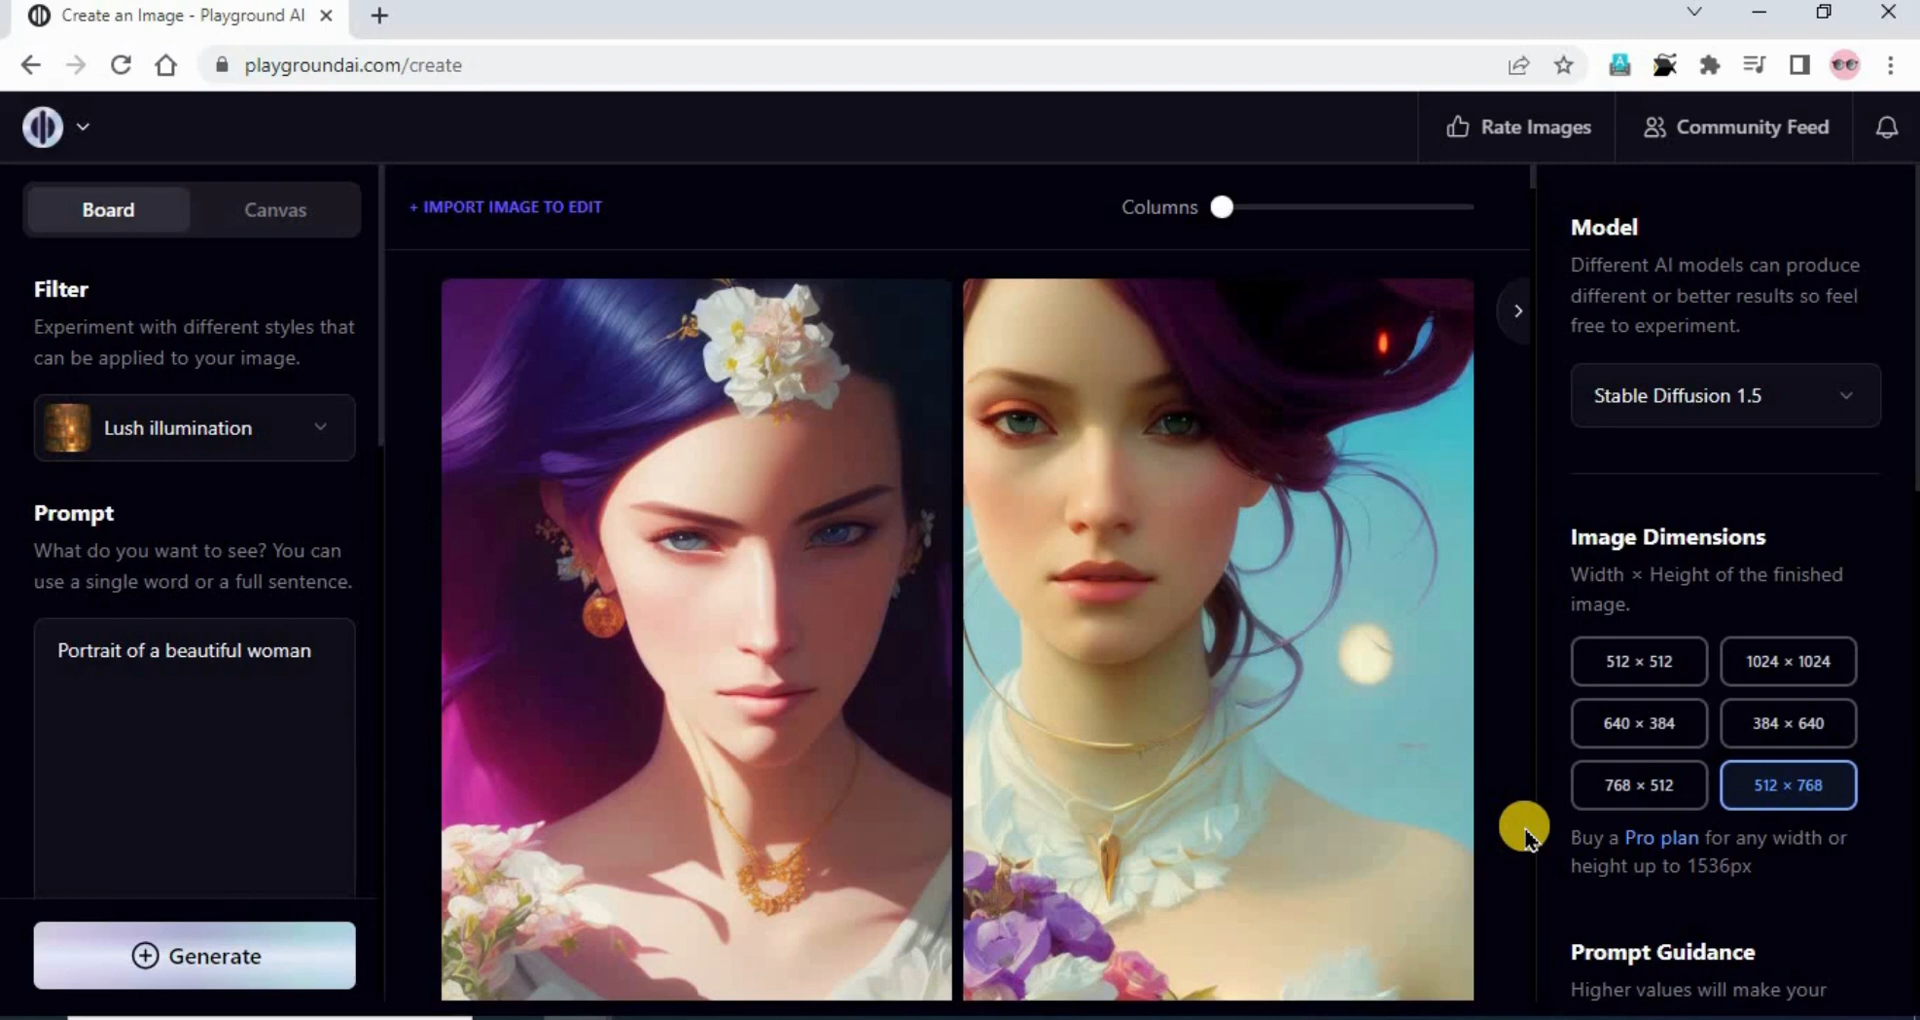 Create an Image - Playground AI
playgroundai.com/create
Rate Images
Community Feed
Board
Canvas
Filter
Experiment with different styles that
can be applied to your image.
Lush illumination
Prompt
What do you want to see? You can
use a single word or a full sentence.
Portrait of a beautiful woman
Generate
+ IMPORT IMAGE TO EDIT
Columns
Model
Different AI models can produce
different or better results so feel
free to experiment.
Stable Diffusion 1.5
Image Dimensions
Width × Height of the finished
image.
512 × 512
1024 × 1024
640 × 384
384 × 640
768 × 512
512 × 768
Buy a Pro plan for any width or
height up to 1536px
Prompt Guidance
Higher values will make your